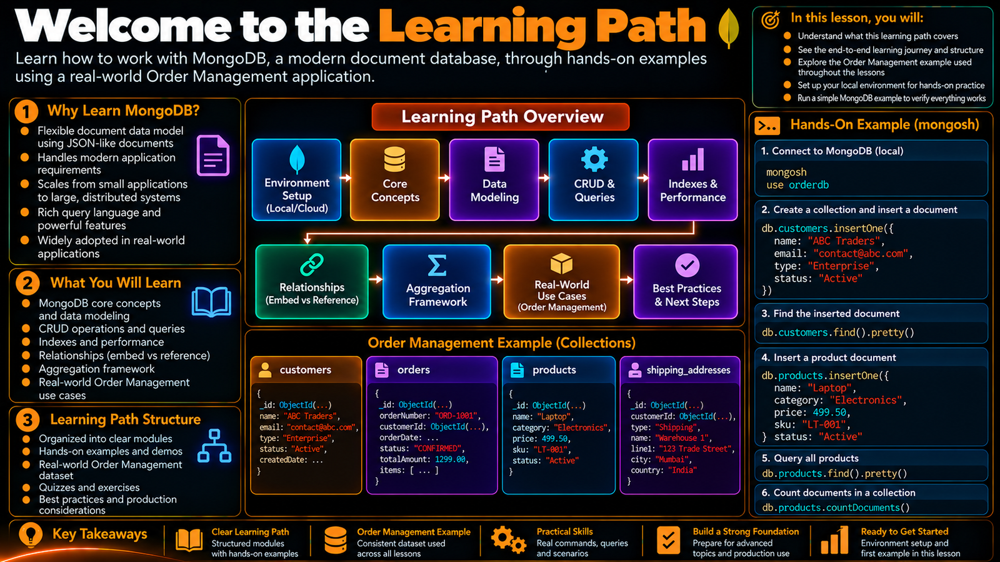 Welcome to the Learning Path
Learn how to work with MongoDB, a modern document database, through hands-on examples
using a real-world Order Management application.
In this lesson, you will:
Understand what this learning path covers
See the end-to-end learning journey and structure
Explore the Order Management example used
throughout the lessons
Set up your local environment for hands-on practice
Run a simple MongoDB example to verify everything works
1 Why Learn MongoDB?
Flexible document data model
using JSON-like documents
Handles modern application
requirements
Scales from small applications
to large, distributed systems
Rich query language and
powerful features
Widely adopted in real-world
applications
2 What You Will Learn
MongoDB core concepts
and data modeling
CRUD operations and queries
Indexes and performance
Relationships (embed vs reference)
Aggregation framework
Real-world Order Management
use cases
3 Learning Path Structure
Organized into clear modules
Hands-on examples and demos
Real-world Order Management
dataset
Quizzes and exercises
Best practices and production
considerations
Learning Path Overview
Environment
Setup
(Local/Cloud)
Core
Concepts
Data
Modeling
CRUD &
Queries
Indexes &
Performance
Relationships
(Embed vs Reference)
Aggregation
Framework
Real-World
Use Cases
(Order Management)
Best Practices
& Next Steps
Order Management Example (Collections)
customers
{
_id: ObjectId(...)
name: "ABC Traders",
email: "contact@abc.com",
type: "Enterprise",
status: "Active",
createdDate: ...
}
orders
{
_id: ObjectId(...)
orderNumber: "ORD-1001",
customerId: ObjectId(...),
orderDate: ...
status: "CONFIRMED",
totalAmount: 1299.00,
items: [ ... ]
}
products
{
_id: ObjectId(...)
name: "Laptop",
category: "Electronics",
price: 499.50,
sku: "LT-001",
status: "Active"
}
shipping_addresses
{
_id: ObjectId(...)
customerId: ObjectId(...),
type: "Shipping",
name: "Warehouse 1",
line1: "123 Trade Street",
city: "Mumbai",
country: "India"
}
>_.. Hands-On Example (mongosh)
1. Connect to MongoDB (local)
mongosh
use orderdb
2. Create a collection and insert a document
db.customers.insertOne({
name: "ABC Traders",
email: "contact@abc.com",
type: "Enterprise",
status: "Active"
})
3. Find the inserted document
db.customers.find().pretty()
4. Insert a product document
db.products.insertOne({
name: "Laptop",
category: "Electronics",
price: 499.50,
sku: "LT-001",
} status: "Active"
5. Query all products
db.products.find().pretty()
6. Count documents in a collection
db.products.countDocuments()
Key Takeaways
Clear Learning Path
Structured modules
with hands-on examples
Order Management Example
Consistent dataset used
across all lessons
Practical Skills
Real commands, queries
and scenarios
Build a Strong Foundation
Prepare for advanced
topics and production use
Ready to Get Started
Environment setup and
first example in this lesson